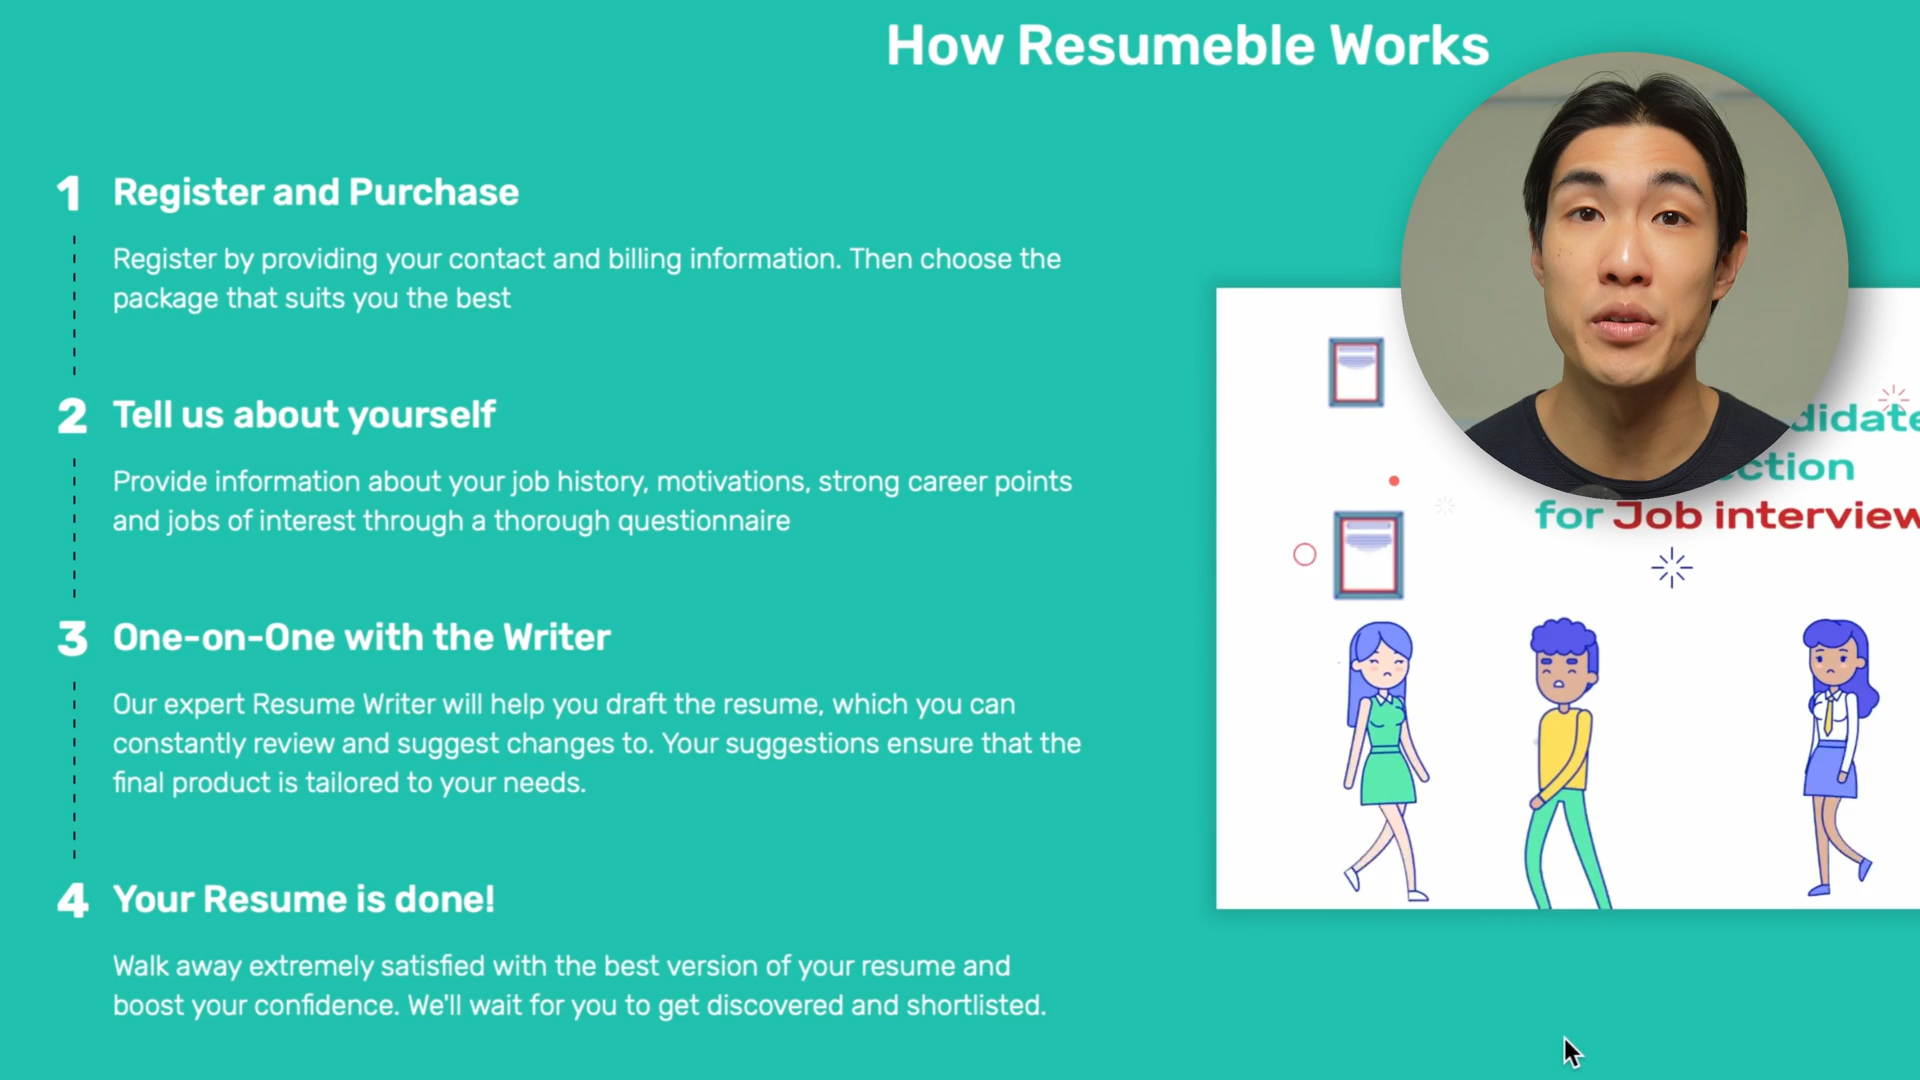 How Resumeble Works
1 Register and Purchase
Register by providing your contact and billing information. Then choose the
package that suits you the best
2 Tell us about yourself
Provide information about your job history, motivations, strong career points
and jobs of interest through a thorough questionnaire
3 One-on-One with the Writer
Our expert Resume Writer will help you draft the resume, which you can
constantly review and suggest changes to. Your suggestions ensure that the
final product is tailored to your needs.
4 Your Resume is done!
Walk away extremely satisfied with the best version of your resume and
boost your confidence. We'll wait for you to get discovered and shortlisted.
for Job interview